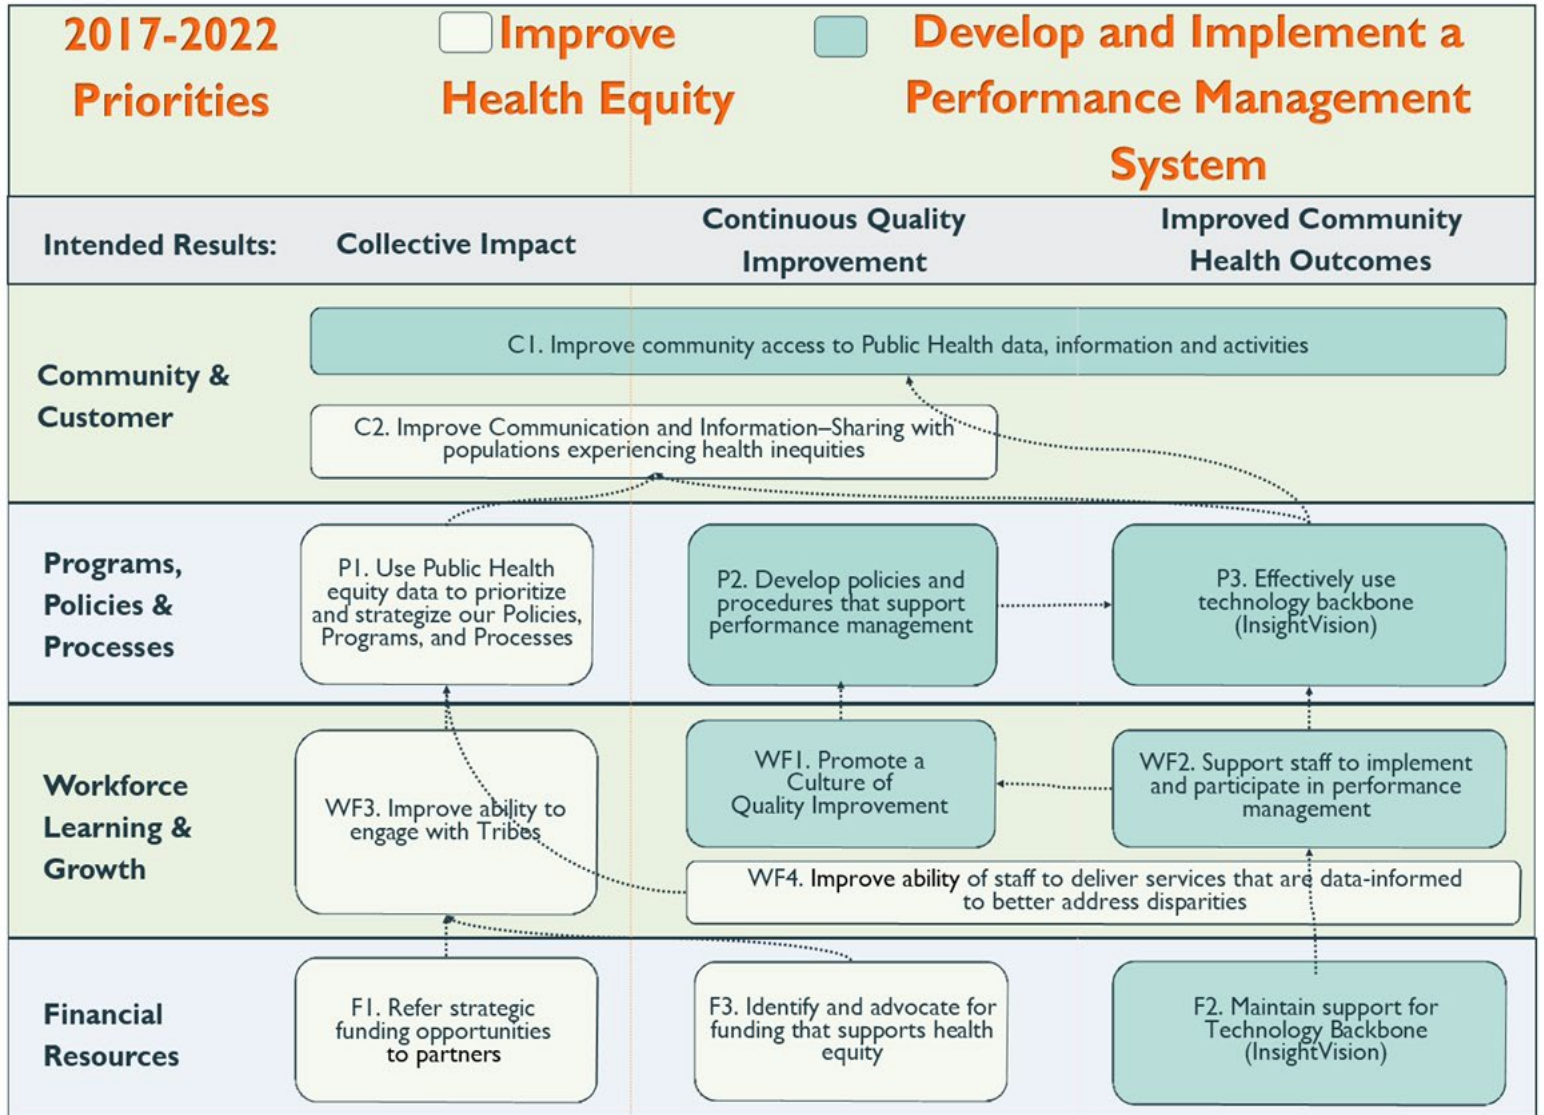 2017-2022
Priorities
Improve
Health Equity
Develop and Implement a
Performance Management
System
Intended Results:
Collective Impact
Continuous Quality
Improvement
Improved Community
Health Outcomes
Community &
Customer
C1. Improve community access to Public Health data, information and activities
C2. Improve Communication and Information–Sharing with
populations experiencing health inequities
Programs,
Policies &
Processes
P1. Use Public Health
equity data to prioritize
and strategize our Policies,
Programs, and Processes
P2. Develop policies and
procedures that support
performance management
P3. Effectively use
technology backbone
(InsightVision)
Workforce
Learning &
Growth
WF3. Improve ability to
engage with Tribes
WF1. Promote a
Culture of
Quality Improvement
WF2. Support staff to implement
and participate in performance
management
WF4. Improve ability of staff to deliver services that are data-informed
to better address disparities
Financial
Resources
F1. Refer strategic
funding opportunities
to partners
F3. Identify and advocate for
funding that supports health
equity
F2. Maintain support for
Technology Backbone
(InsightVision)